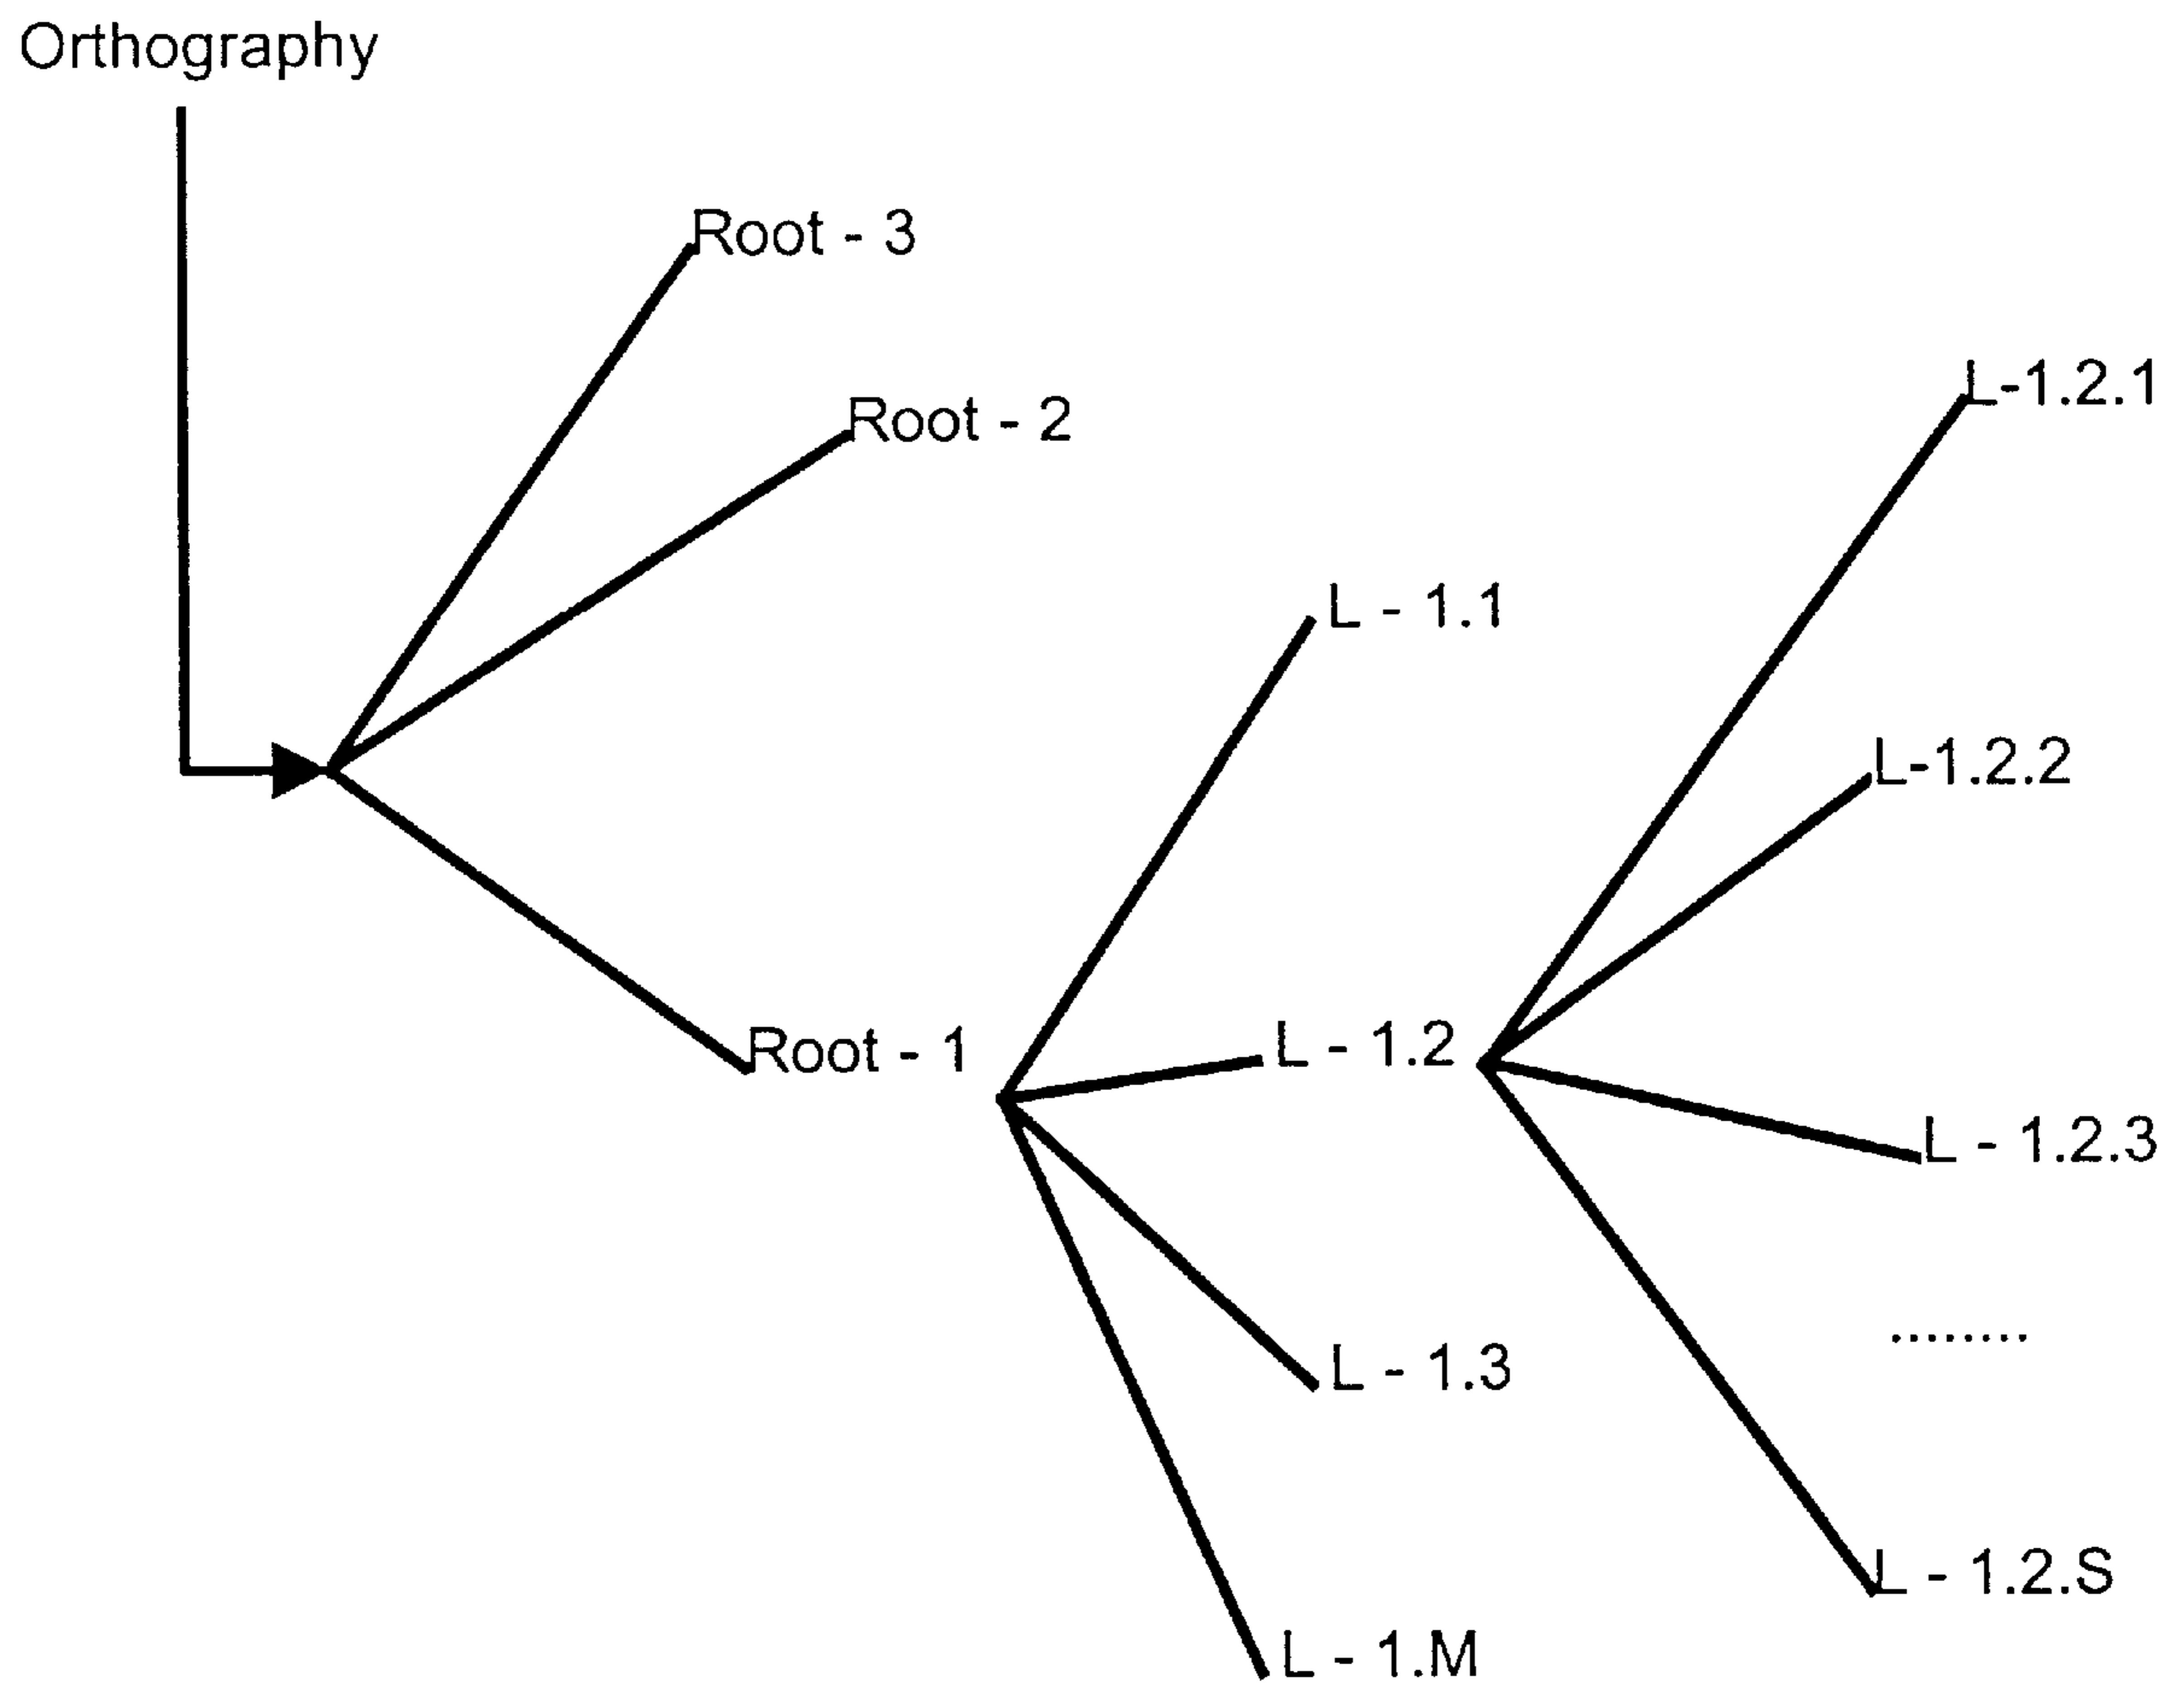 Orthography
Root - 3
Root - 2
Root - 1
L - 1.1
L - 1.2
L - 1.3
L - 1.M
L-1.2.1
L-1.2.2
L - 1.2.3
........
L - 1.2.S